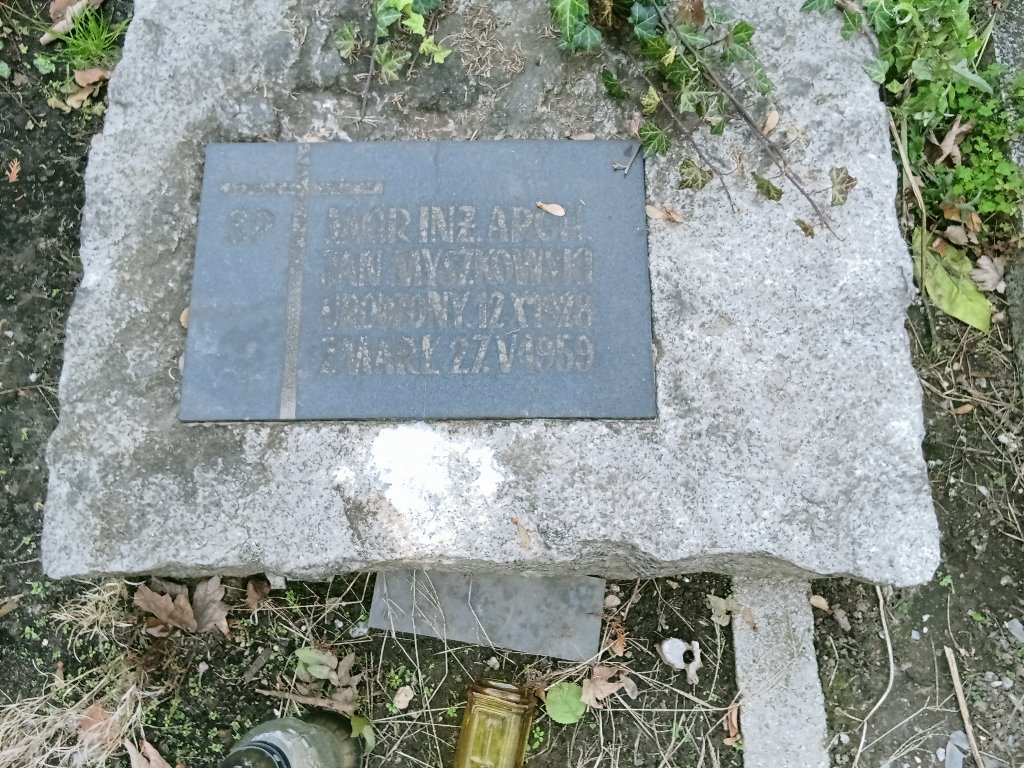 ŚP
MGR INŻ. ARCH.
JAN MYSZKOWSKI
URODZONY. 12.X.1928
ZMARŁ 27.V.1959